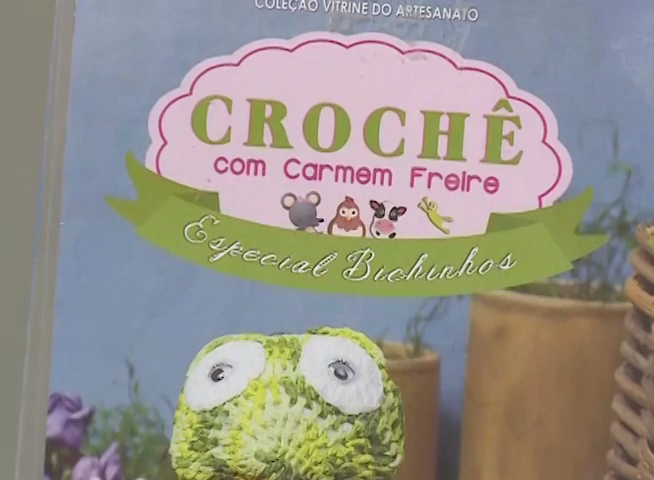 COLEÇÃO VITRINE DO ARTESANATO
CROCHÊ
com Carmem Freire
Especial Bichinhos